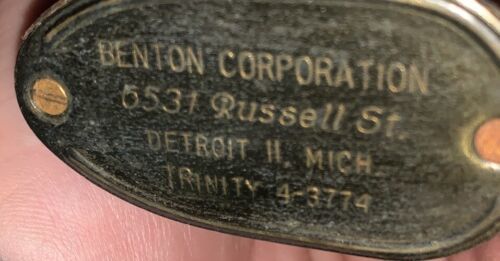 BENTON CORPORATION
6531 Russell St.
DETROIT 11, MICH.
TRINITY 4-3774